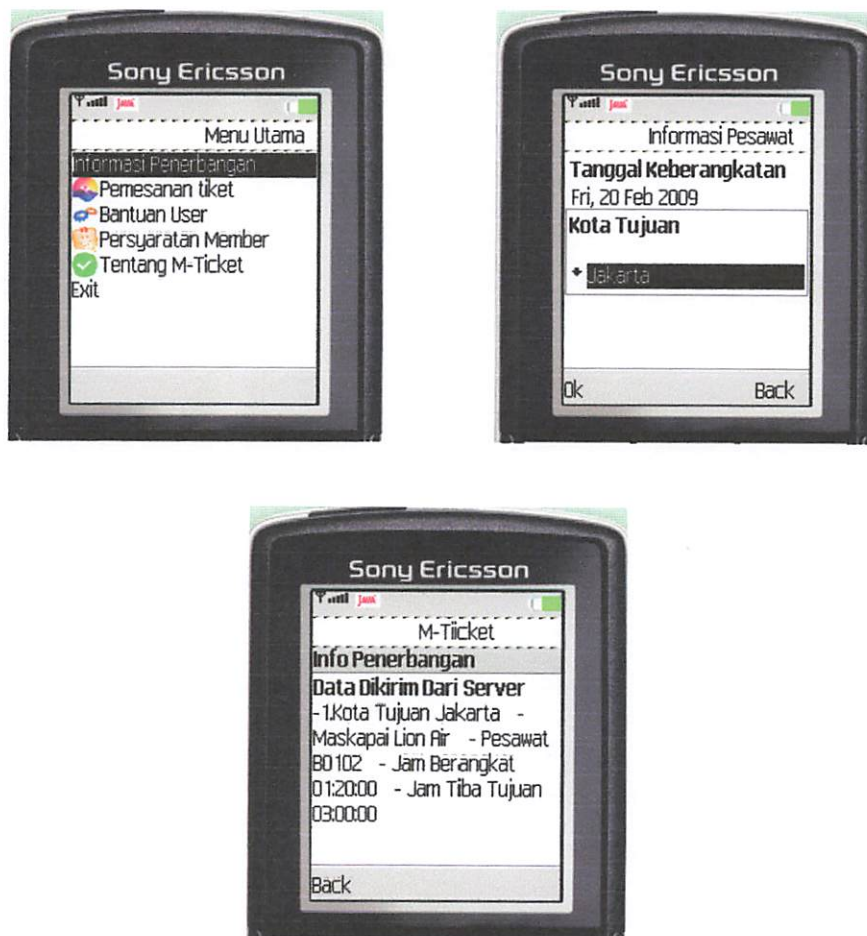 Sony Ericsson
Java
Menu Utama
Informasi Penerbangan
Pemesanan tiket
Bantuan User
Persyaratan Member
Tentang M-Ticket
Exit
Sony Ericsson
Java
Informasi Pesawat
Tanggal Keberangkatan
Fri, 20 Feb 2009
Kota Tujuan
Jakarta
Ok Back
Sony Ericsson
Java
M-Tiicket
Info Penerbangan
Data Dikirim Dari Server
-1.Kota Tujuan Jakarta -
Maskapai Lion Air - Pesawat
B0102 - Jam Berangkat
01:20:00 - Jam Tiba Tujuan
03:00:00
Back